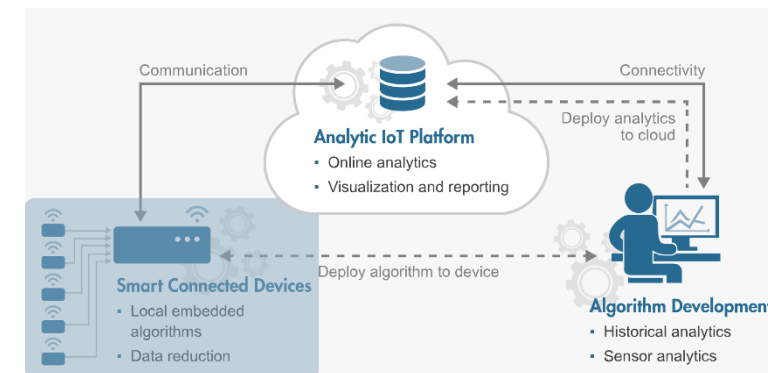 Communication
Connectivity
Deploy analytics
to cloud
Analytic IoT Platform
▪ Online analytics
▪ Visualization and reporting
Deploy algorithm to device
Smart Connected Devices
▪ Local embedded
algorithms
▪ Data reduction
Algorithm Development
▪ Historical analytics
▪ Sensor analytics